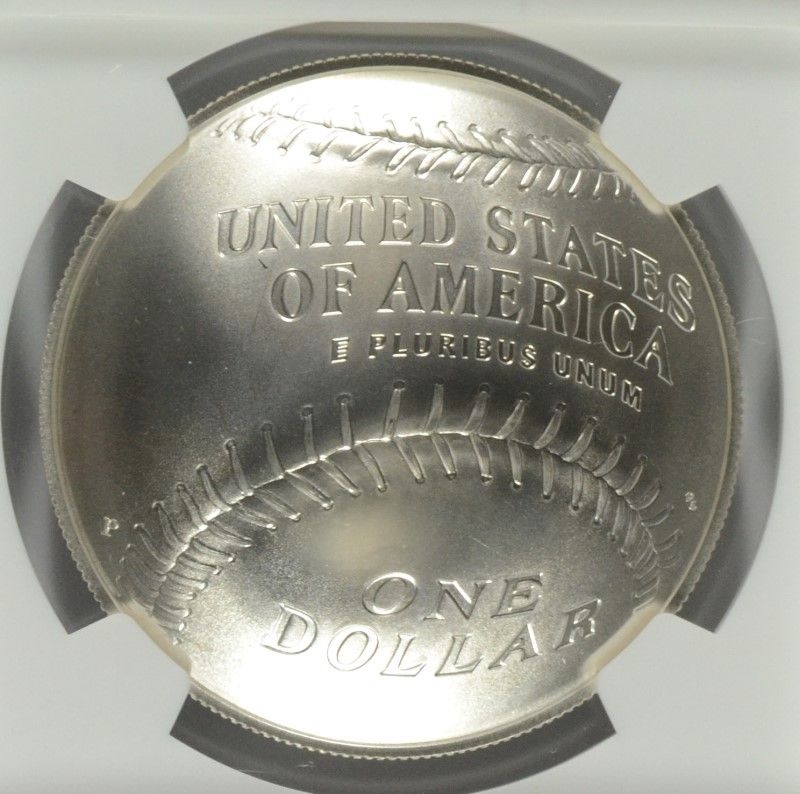 UNITED STATES
OF AMERICA
E PLURIBUS UNUM
P
ONE
DOLLAR